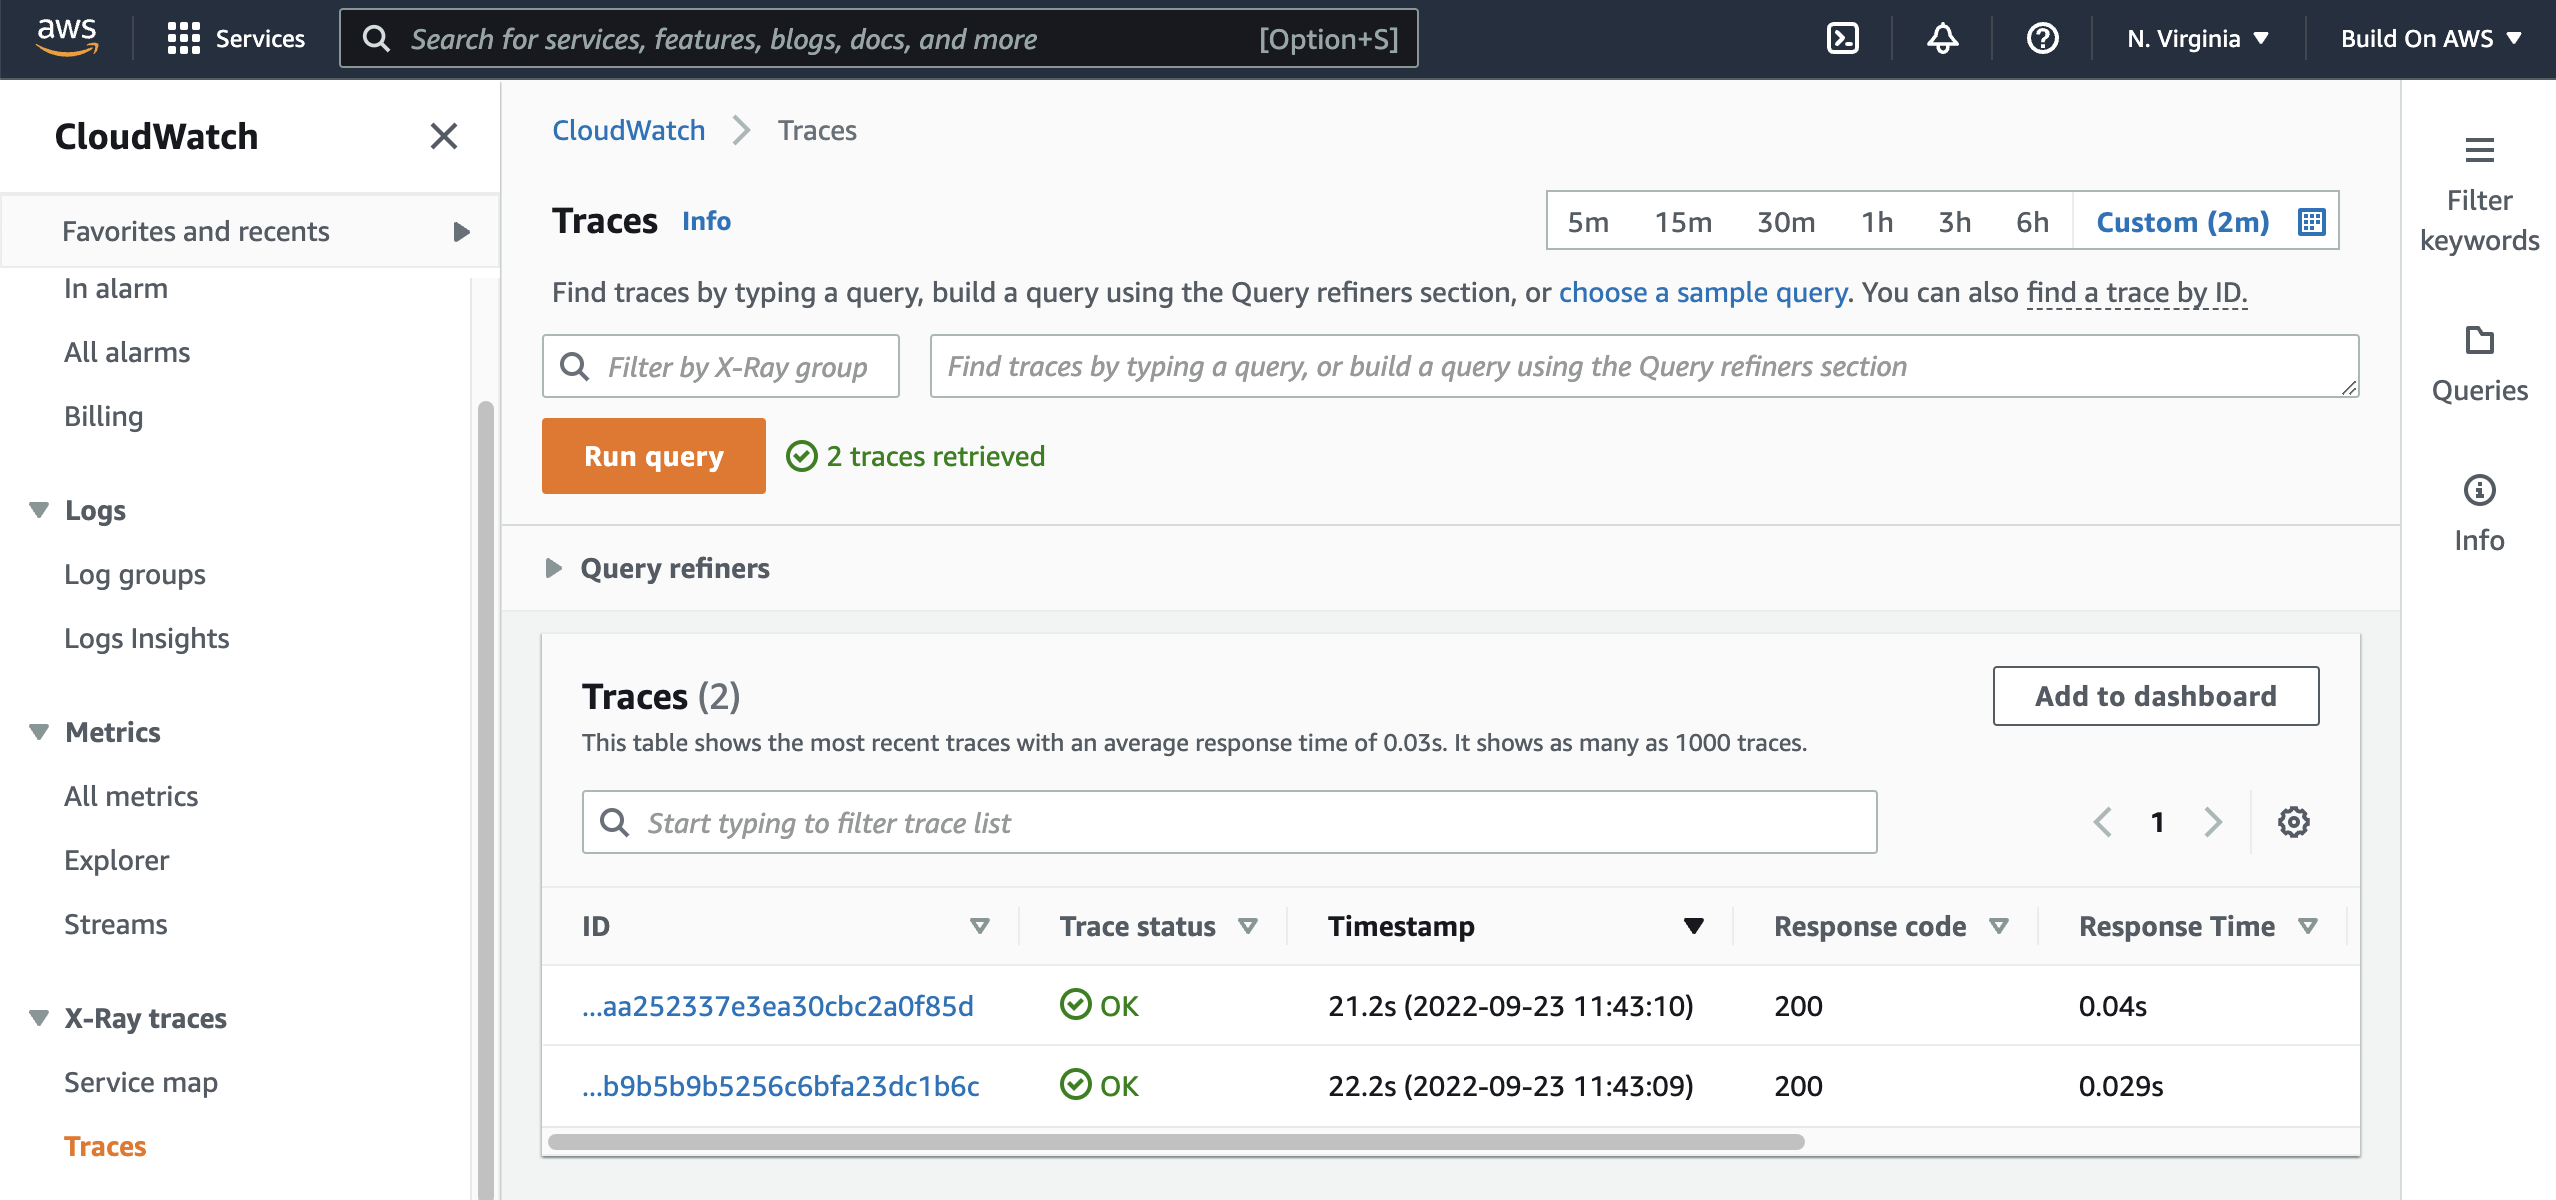 aws
Services
Search for services, features, blogs, docs, and more
[Option+S]
N. Virginia
Build On AWS
CloudWatch
Favorites and recents
In alarm
All alarms
Billing
Logs
Log groups
Logs Insights
Metrics
All metrics
Explorer
Streams
X-Ray traces
Service map
Traces
CloudWatch
Traces
Traces Info
5m 15m 30m 1h 3h 6h Custom (2m)
Find traces by typing a query, build a query using the Query refiners section, or choose a sample query. You can also find a trace by ID.
Filter by X-Ray group
Find traces by typing a query, or build a query using the Query refiners section
Run query
2 traces retrieved
Query refiners
Traces (2)
Add to dashboard
This table shows the most recent traces with an average response time of 0.03s. It shows as many as 1000 traces.
Start typing to filter trace list
1
ID Trace status Timestamp Response code Response Time
...aa252337e3ea30cbc2a0f85d OK 21.2s (2022-09-23 11:43:10) 200 0.04s
...b9b5b9b5256c6bfa23dc1b6c OK 22.2s (2022-09-23 11:43:09) 200 0.029s
Filter
keywords
Queries
Info